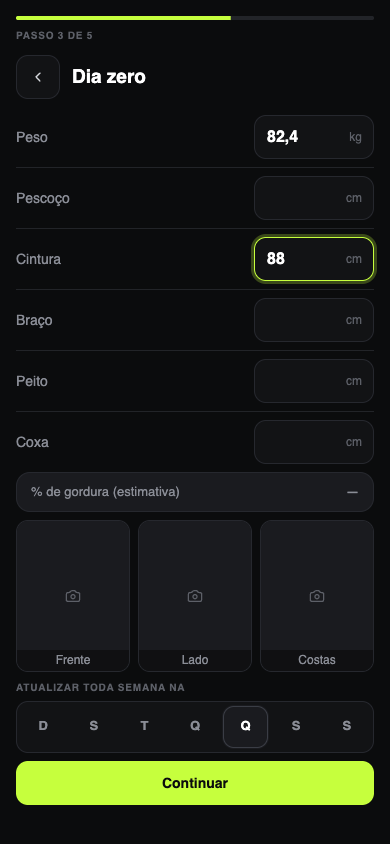 PASSO 3 DE 5
Dia zero
Peso 82,4 kg
Pescoço cm
Cintura 88 cm
Braço cm
Peito cm
Coxa cm
% de gordura (estimativa) —
Frente Lado Costas
ATUALIZAR TODA SEMANA NA
D S T Q Q S S
Continuar